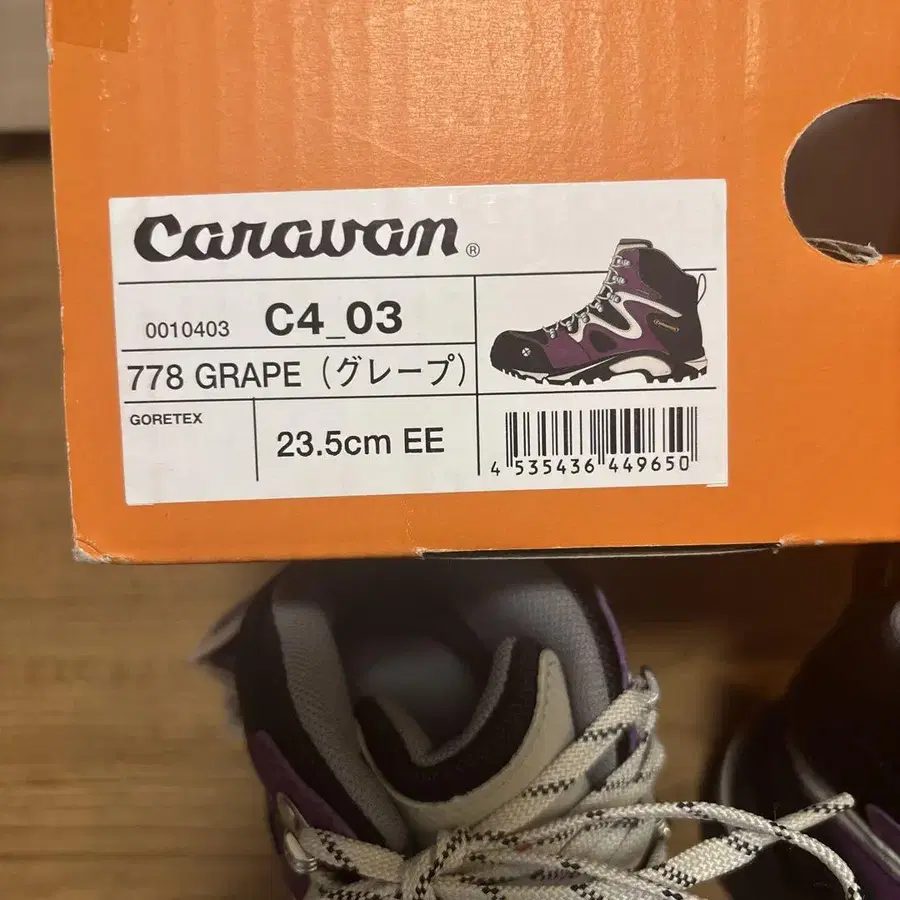 Caravan®
0010403 C4_03
778 GRAPE（グレープ）
GORETEX
23.5cm EE
4 535436 449650